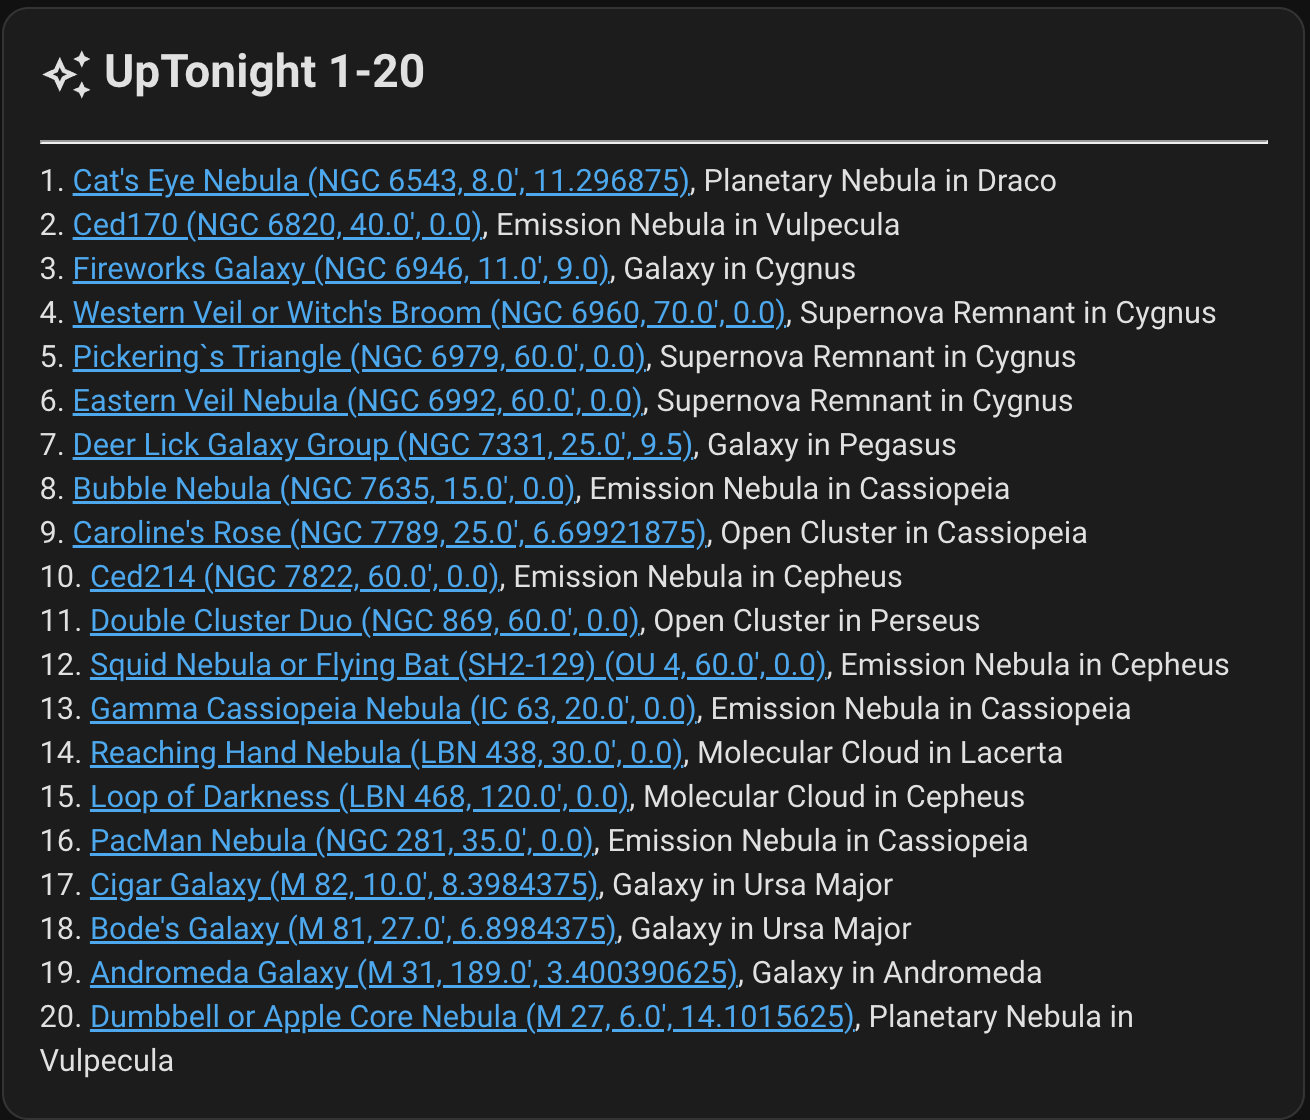 UpTonight 1-20
1. Cat's Eye Nebula (NGC 6543, 8.0', 11.296875), Planetary Nebula in Draco
2. Ced170 (NGC 6820, 40.0', 0.0), Emission Nebula in Vulpecula
3. Fireworks Galaxy (NGC 6946, 11.0', 9.0), Galaxy in Cygnus
4. Western Veil or Witch's Broom (NGC 6960, 70.0', 0.0), Supernova Remnant in Cygnus
5. Pickering`s Triangle (NGC 6979, 60.0', 0.0), Supernova Remnant in Cygnus
6. Eastern Veil Nebula (NGC 6992, 60.0', 0.0), Supernova Remnant in Cygnus
7. Deer Lick Galaxy Group (NGC 7331, 25.0', 9.5), Galaxy in Pegasus
8. Bubble Nebula (NGC 7635, 15.0', 0.0), Emission Nebula in Cassiopeia
9. Caroline's Rose (NGC 7789, 25.0', 6.69921875), Open Cluster in Cassiopeia
10. Ced214 (NGC 7822, 60.0', 0.0), Emission Nebula in Cepheus
11. Double Cluster Duo (NGC 869, 60.0', 0.0), Open Cluster in Perseus
12. Squid Nebula or Flying Bat (SH2-129) (OU 4, 60.0', 0.0), Emission Nebula in Cepheus
13. Gamma Cassiopeia Nebula (IC 63, 20.0', 0.0), Emission Nebula in Cassiopeia
14. Reaching Hand Nebula (LBN 438, 30.0', 0.0), Molecular Cloud in Lacerta
15. Loop of Darkness (LBN 468, 120.0', 0.0), Molecular Cloud in Cepheus
16. PacMan Nebula (NGC 281, 35.0', 0.0), Emission Nebula in Cassiopeia
17. Cigar Galaxy (M 82, 10.0', 8.3984375), Galaxy in Ursa Major
18. Bode's Galaxy (M 81, 27.0', 6.8984375), Galaxy in Ursa Major
19. Andromeda Galaxy (M 31, 189.0', 3.400390625), Galaxy in Andromeda
20. Dumbbell or Apple Core Nebula (M 27, 6.0', 14.1015625), Planetary Nebula in
Vulpecula